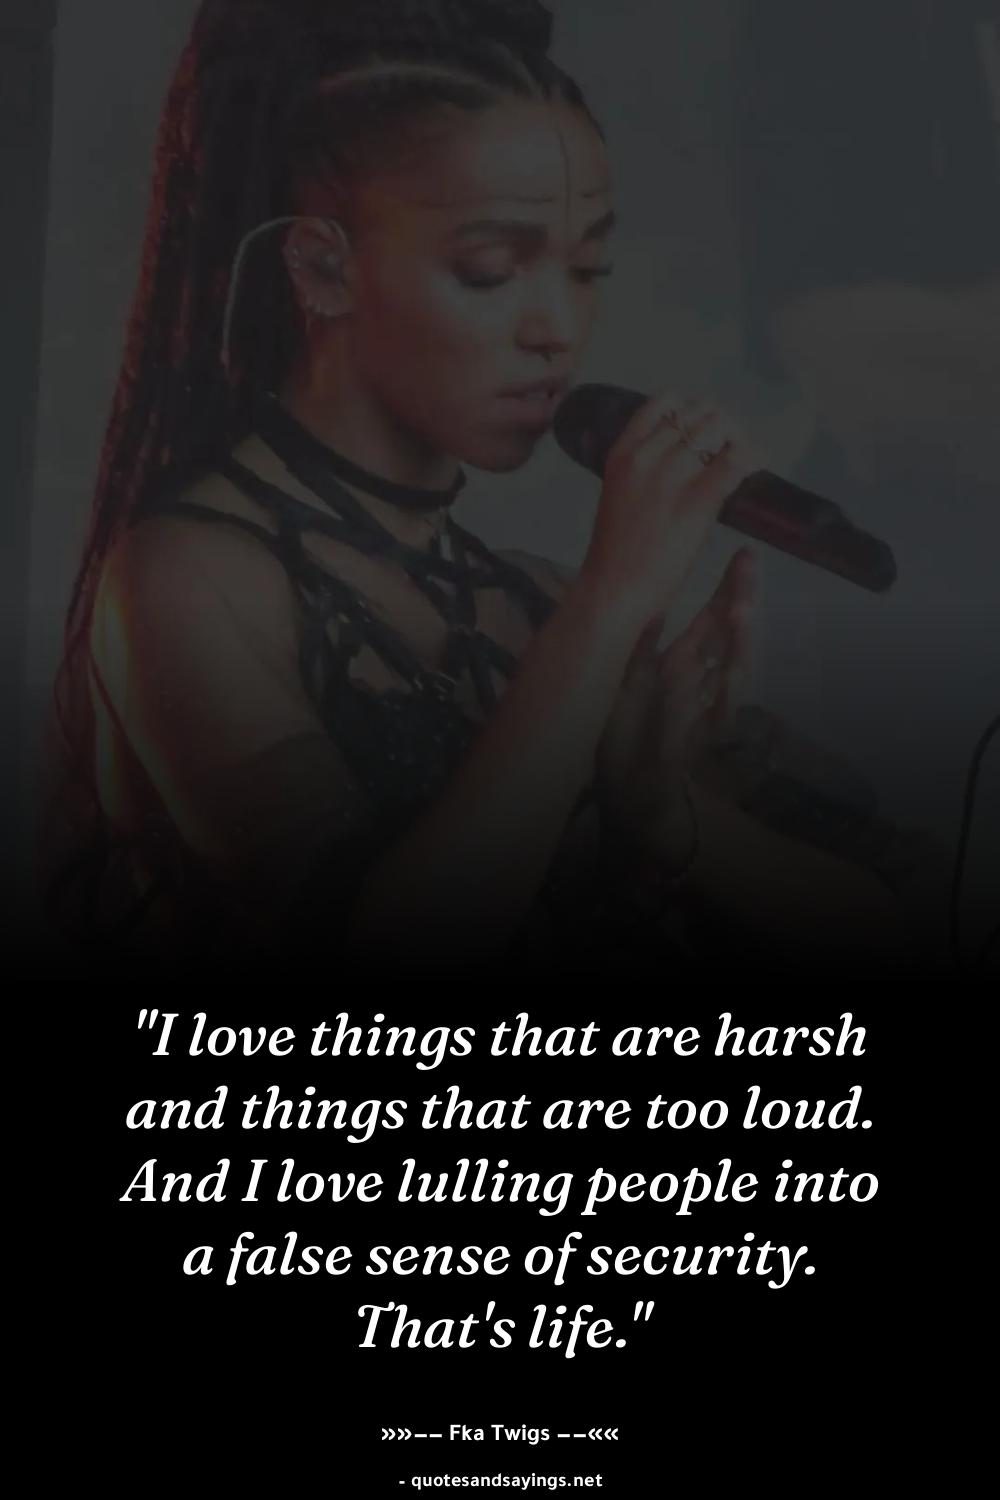 "I love things that are harsh
and things that are too loud.
And I love lulling people into
a false sense of security.
That's life."
»»–– Fka Twigs ––««
- quotesandsayings.net